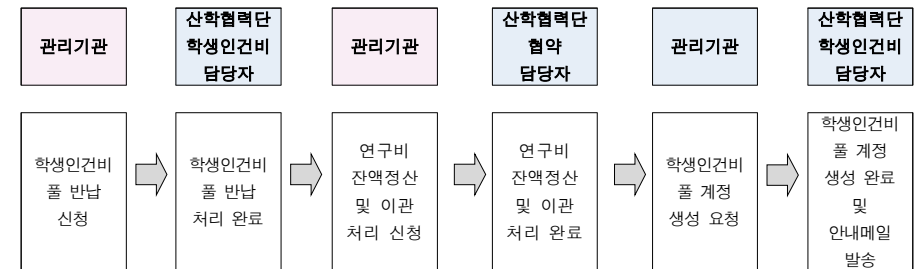 관리기관
산학협력단
학생인건비
담당자
관리기관
산학협력단
협약
담당자
관리기관
산학협력단
학생인건비
담당자
학생인건비
풀 반납
신청
학생인건비
풀 반납
처리 완료
연구비
잔액정산
및 이관
처리 신청
연구비
잔액정산
및 이관
처리 완료
학생인건비
풀 계정
생성 요청
학생인건비
풀 계정
생성 완료
및
안내메일
발송